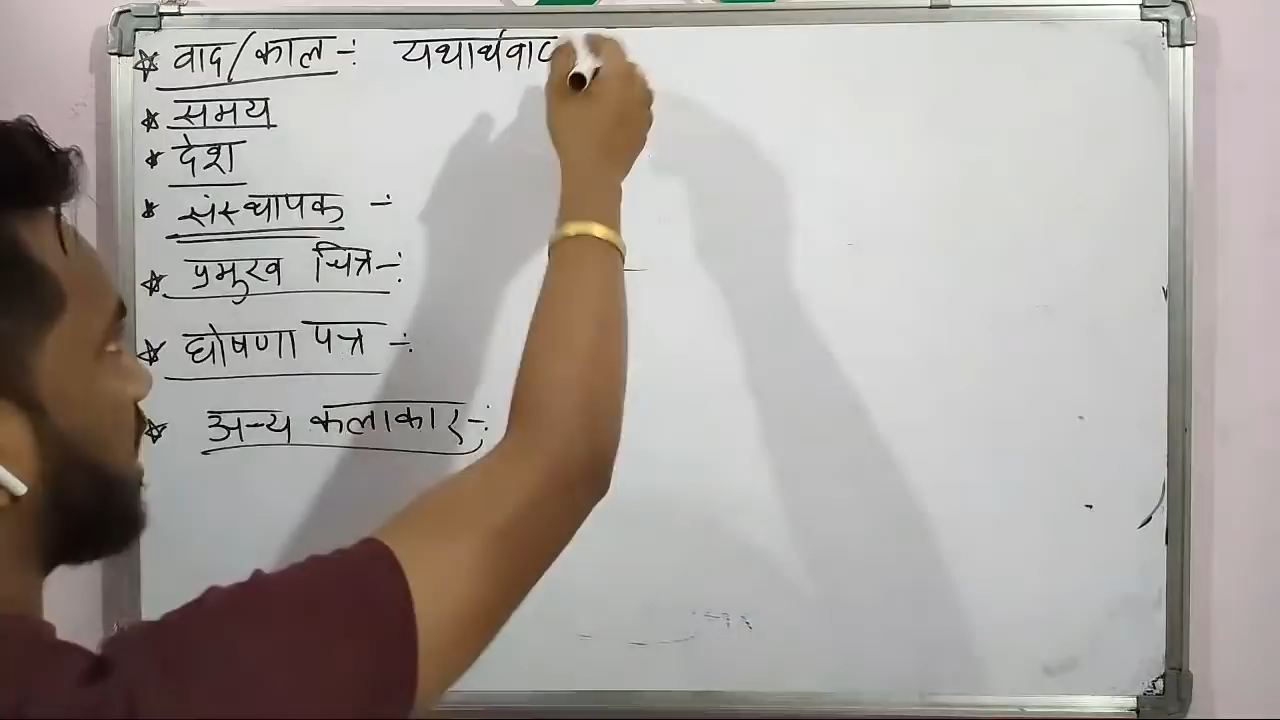 ☆ वाद/काल -: यथार्थवाद
☆ समय
☆ देश
☆ संस्थापक -:
☆ प्रमुख चित्र-:
☆ घोषणा पत्र -:
☆ अन्य कलाकार-: